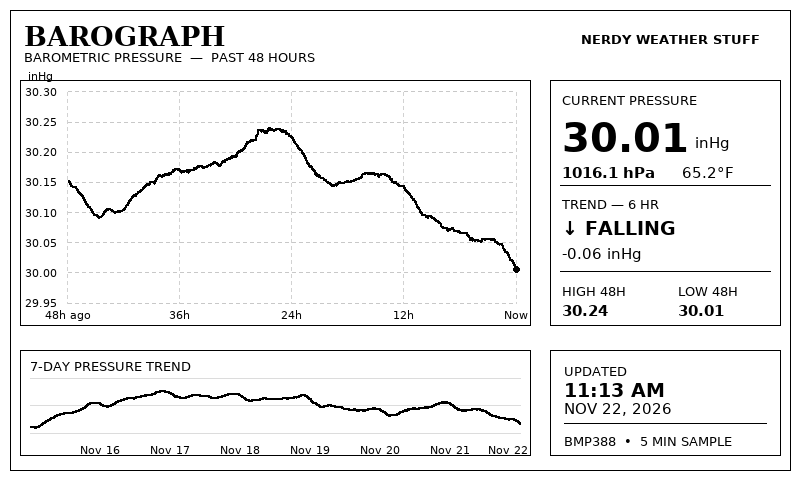 BAROGRAPH
BAROMETRIC PRESSURE — PAST 48 HOURS
NERDY WEATHER STUFF
inHg
30.30
30.25
30.20
30.15
30.10
30.05
30.00
29.95
48h ago 36h 24h 12h Now
CURRENT PRESSURE
30.01 inHg
1016.1 hPa 65.2°F
TREND — 6 HR
↓ FALLING
-0.06 inHg
HIGH 48H LOW 48H
30.24 30.01
7-DAY PRESSURE TREND
Nov 16 Nov 17 Nov 18 Nov 19 Nov 20 Nov 21 Nov 22
UPDATED
11:13 AM
NOV 22, 2026
BMP388 • 5 MIN SAMPLE